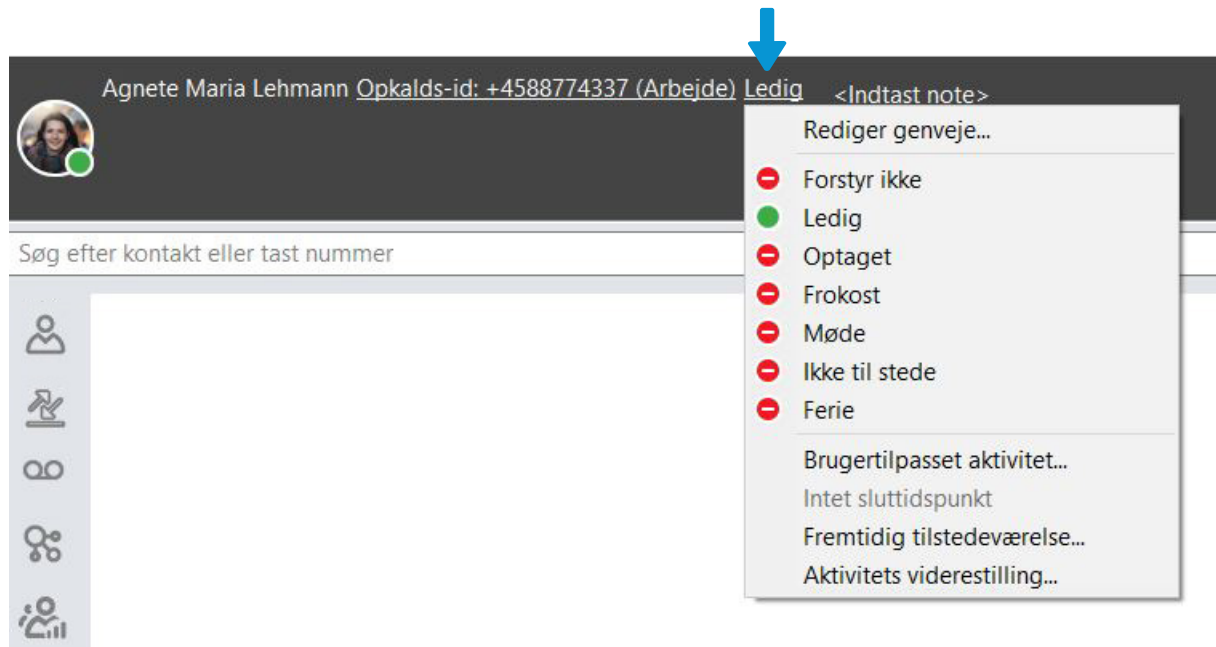 Agnete Maria Lehmann Opkalds-id: +4588774337 (Arbejde) Ledig <Indtast note>
Rediger genveje...
Forstyr ikke
Ledig
Søg efter kontakt eller tast nummer
Optaget
Frokost
Møde
Ikke til stede
Ferie
Brugertilpasset aktivitet...
Intet sluttidspunkt
Fremtidig tilstedeværelse...
Aktivitets viderestilling...